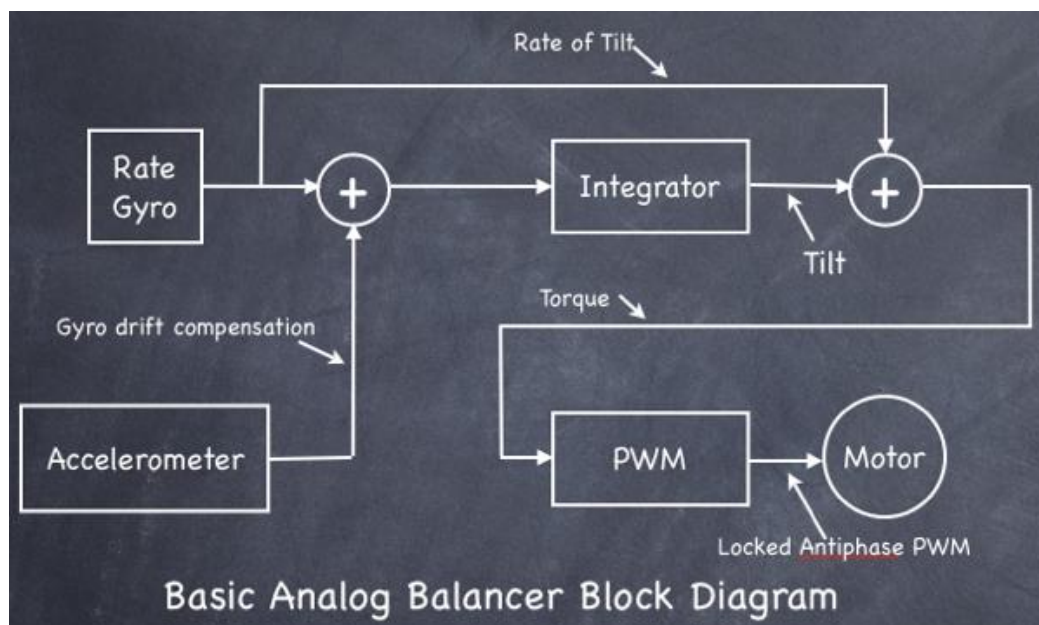 Rate of Tilt
Rate
Gyro
+
Integrator
+
Tilt
Torque
Gyro drift compensation
Accelerometer
PWM
Motor
Locked Antiphase PWM
Basic Analog Balancer Block Diagram